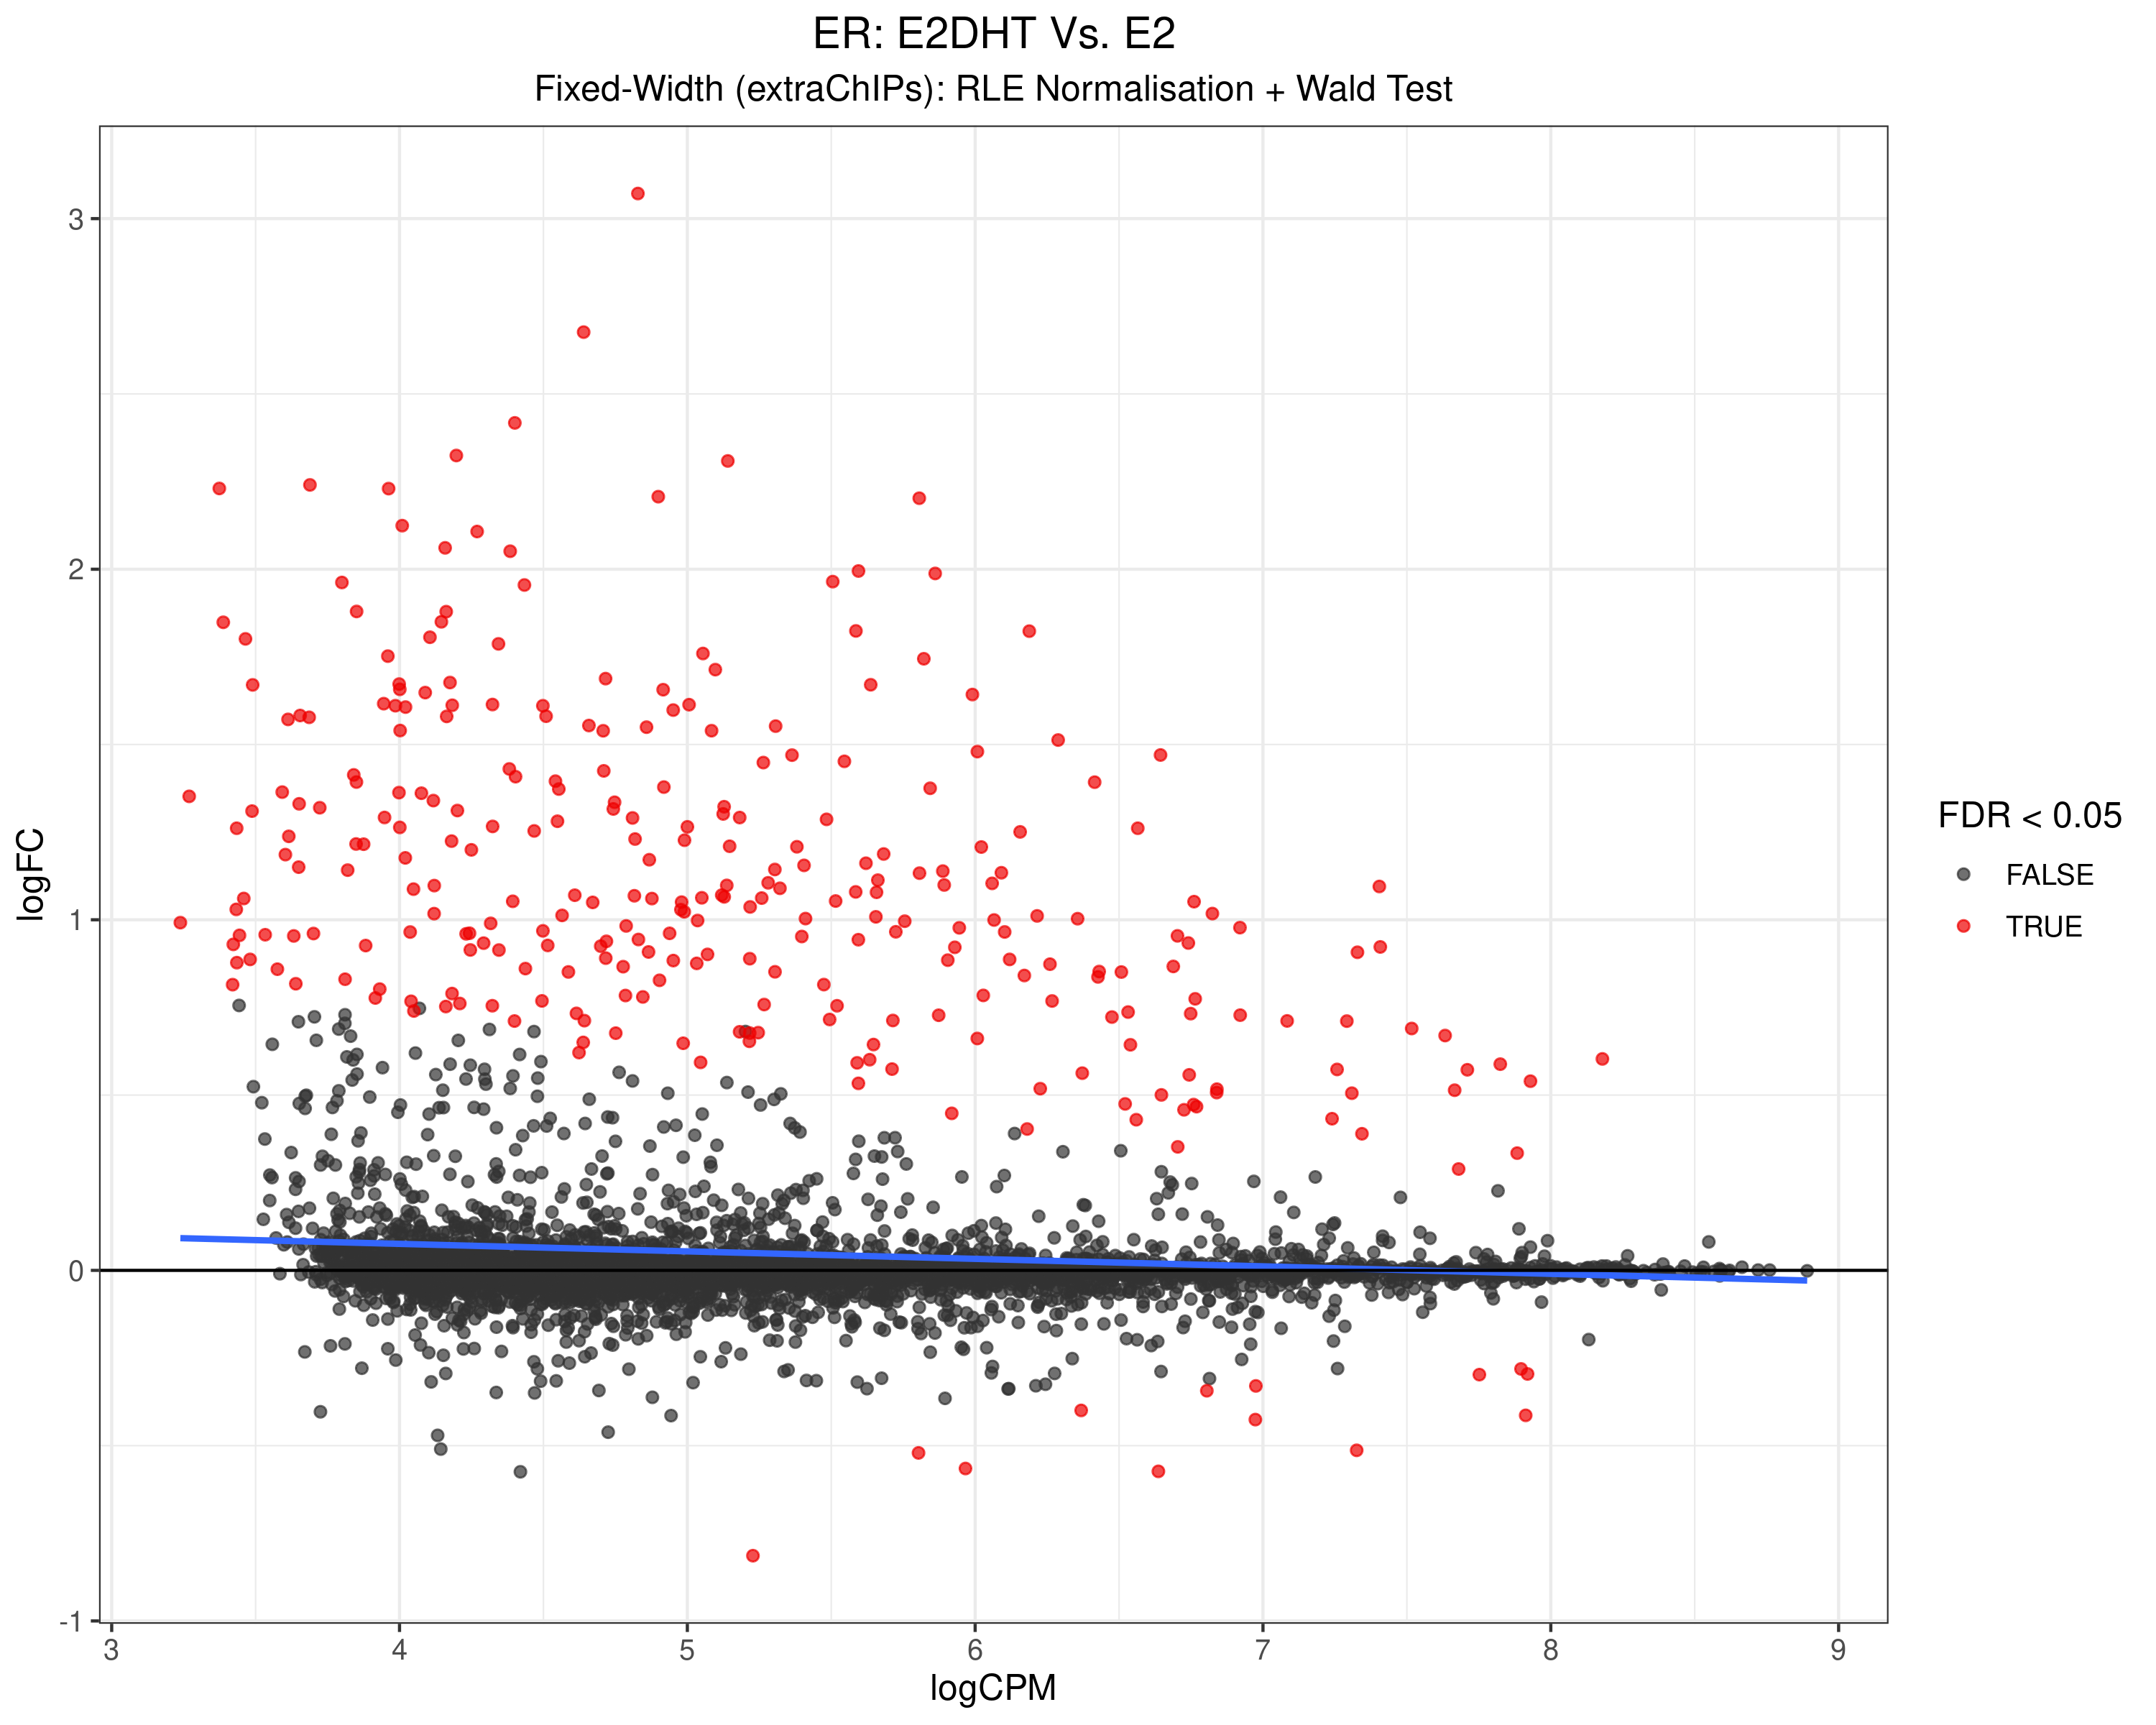 ER: E2DHT Vs. E2
Fixed-Width (extraChIPs): RLE Normalisation + Wald Test
logFC
3
2
1
0
-1
3 4 5 6 7 8 9
logCPM
FDR < 0.05
FALSE
TRUE